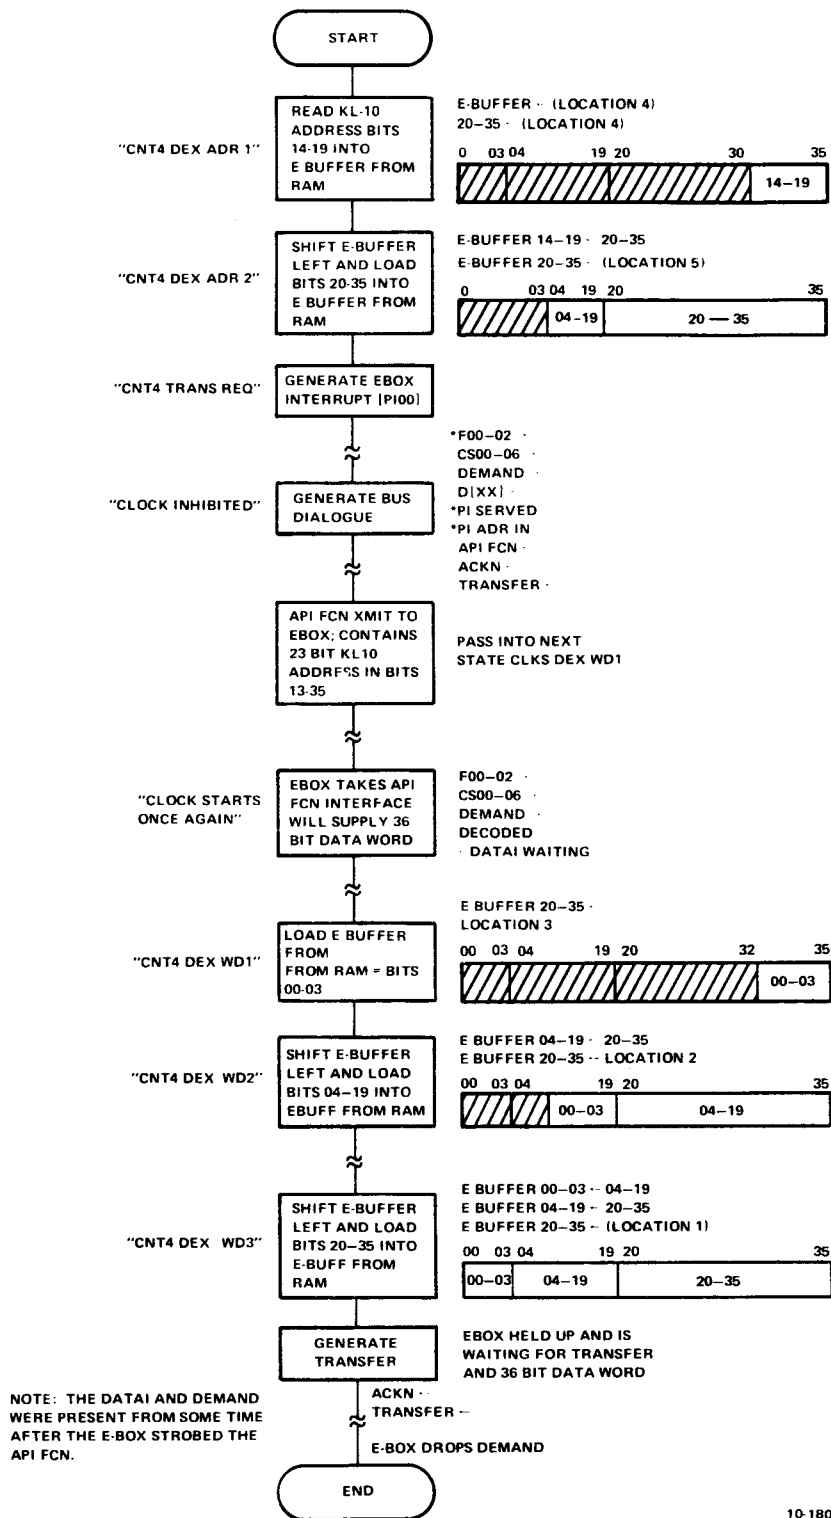 START
"CNT4 DEX ADR 1"
READ KL-10
ADDRESS BITS
14-19 INTO
E BUFFER FROM
RAM
E-BUFFER - (LOCATION 4)
20-35 - (LOCATION 4)
0 03 04 19 20 30 35
14-19
"CNT4 DEX ADR 2"
SHIFT E-BUFFER
LEFT AND LOAD
BITS 20-35 INTO
E BUFFER FROM
RAM
E-BUFFER 14-19 - 20-35
E-BUFFER 20-35 - (LOCATION 5)
0 03 04 19 20 35
04-19 20 — 35
"CNT4 TRANS REQ"
GENERATE EBOX
INTERRUPT [PI00]
"CLOCK INHIBITED"
GENERATE BUS
DIALOGUE
*F00-02 -
CS00-06 -
DEMAND -
D[XX] -
*PI SERVED
*PI ADR IN
API FCN -
ACKN -
TRANSFER -
API FCN XMIT TO
EBOX; CONTAINS
23 BIT KL10
ADDRESS IN BITS
13-35
PASS INTO NEXT
STATE CLKS DEX WD1
"CLOCK STARTS
ONCE AGAIN"
EBOX TAKES API
FCN INTERFACE
WILL SUPPLY 36
BIT DATA WORD
F00-02 -
CS00-06 -
DEMAND -
DECODED
- DATAI WAITING
"CNT4 DEX WD1"
LOAD E BUFFER
FROM
FROM RAM = BITS
00-03
E BUFFER 20-35 -
LOCATION 3
00 03 04 19 20 32 35
00-03
"CNT4 DEX WD2"
SHIFT E-BUFFER
LEFT AND LOAD
BITS 04-19 INTO
EBUFF FROM RAM
E BUFFER 04-19 - 20-35
E BUFFER 20-35 -- LOCATION 2
00 03 04 19 20 35
00-03 04-19
"CNT4 DEX WD3"
SHIFT E-BUFFER
LEFT AND LOAD
BITS 20-35 INTO
E-BUFF FROM
RAM
E BUFFER 00-03 -- 04-19
E BUFFER 04-19 - 20-35
E BUFFER 20-35 - (LOCATION 1)
00 03 04 19 20 35
00-03 04-19 20-35
GENERATE
TRANSFER
EBOX HELD UP AND IS
WAITING FOR TRANSFER
AND 36 BIT DATA WORD
NOTE: THE DATAI AND DEMAND
WERE PRESENT FROM SOME TIME
AFTER THE E-BOX STROBED THE
API FCN.
ACKN --
TRANSFER —
E-BOX DROPS DEMAND
END
10-180